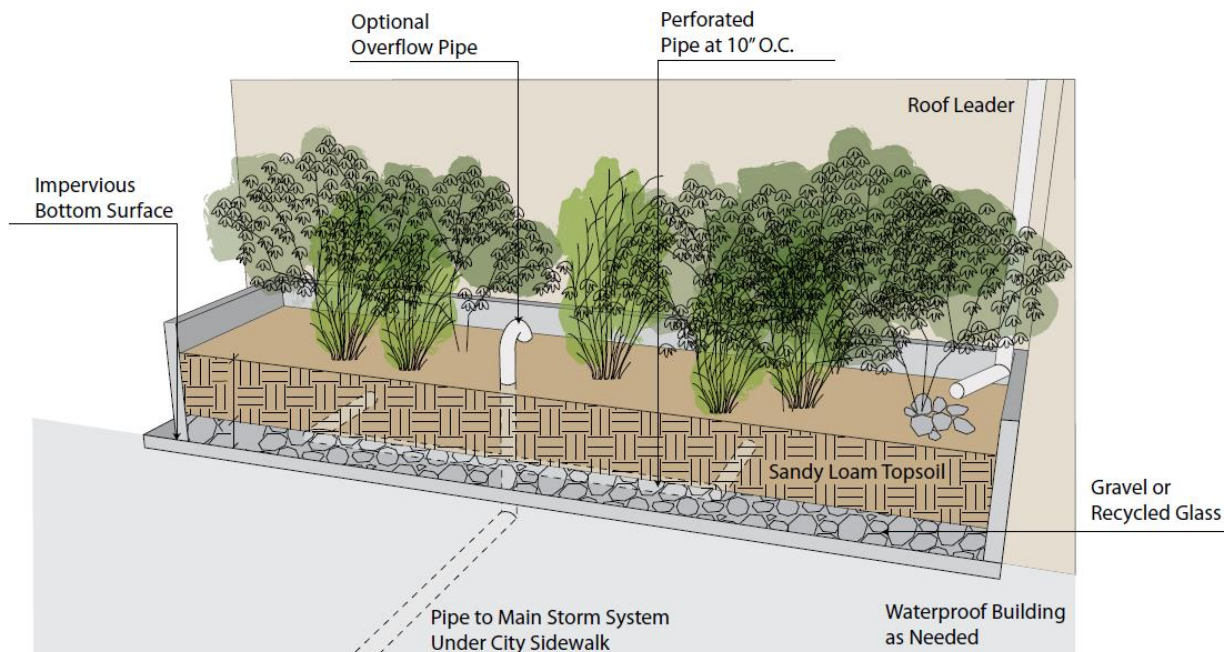 Optional
Overflow Pipe
Perforated
Pipe at 10” O.C.
Roof Leader
Impervious
Bottom Surface
Sandy Loam Topsoil
Gravel or
Recycled Glass
Pipe to Main Storm System
Under City Sidewalk
Waterproof Building
as Needed